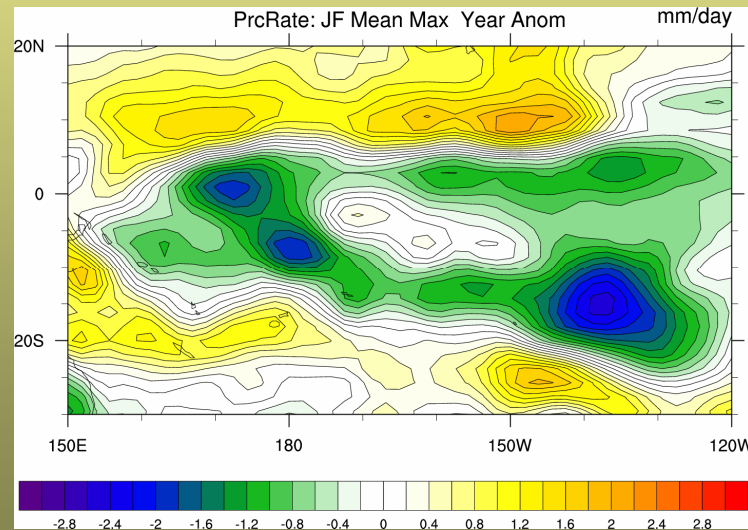 PrcRate: JF Mean Max Year Anom mm/day
20N
0
20S
150E 180 150W 120W
-2.8 -2.4 -2 -1.6 -1.2 -0.8 -0.4 0 0.4 0.8 1.2 1.6 2 2.4 2.8